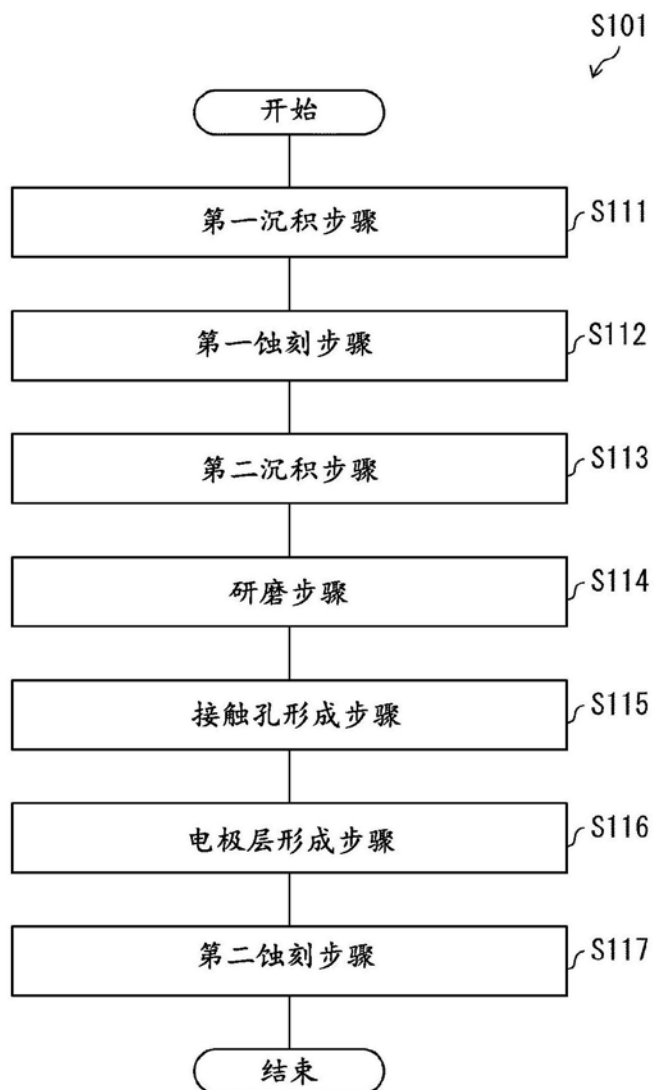 S101
开始
第一沉积步骤
S111
第一蚀刻步骤
S112
第二沉积步骤
S113
研磨步骤
S114
接触孔形成步骤
S115
电极层形成步骤
S116
第二蚀刻步骤
S117
结束